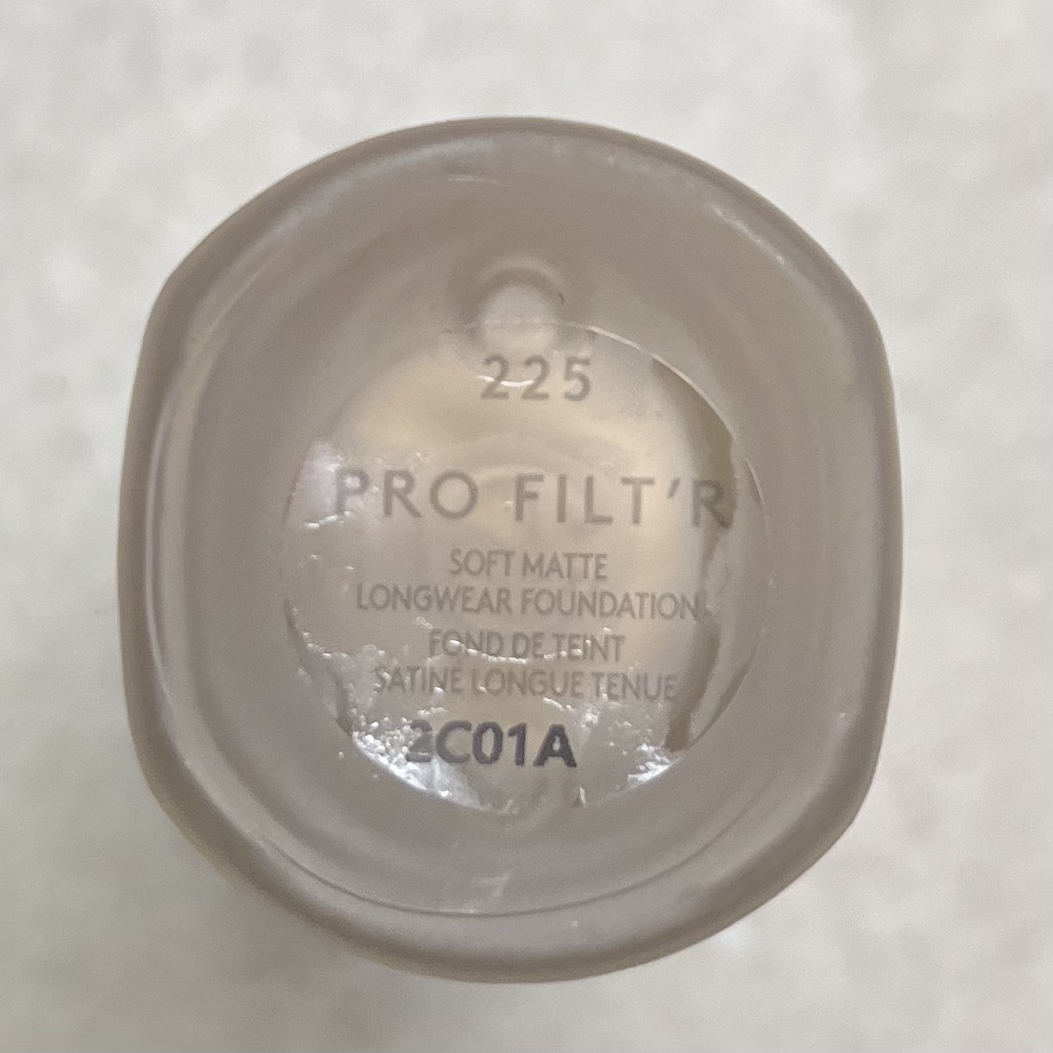 225
PRO FILT'R
SOFT MATTE
LONGWEAR FOUNDATION
FOND DE TEINT
SATINÉ LONGUE TENUE
2C01A